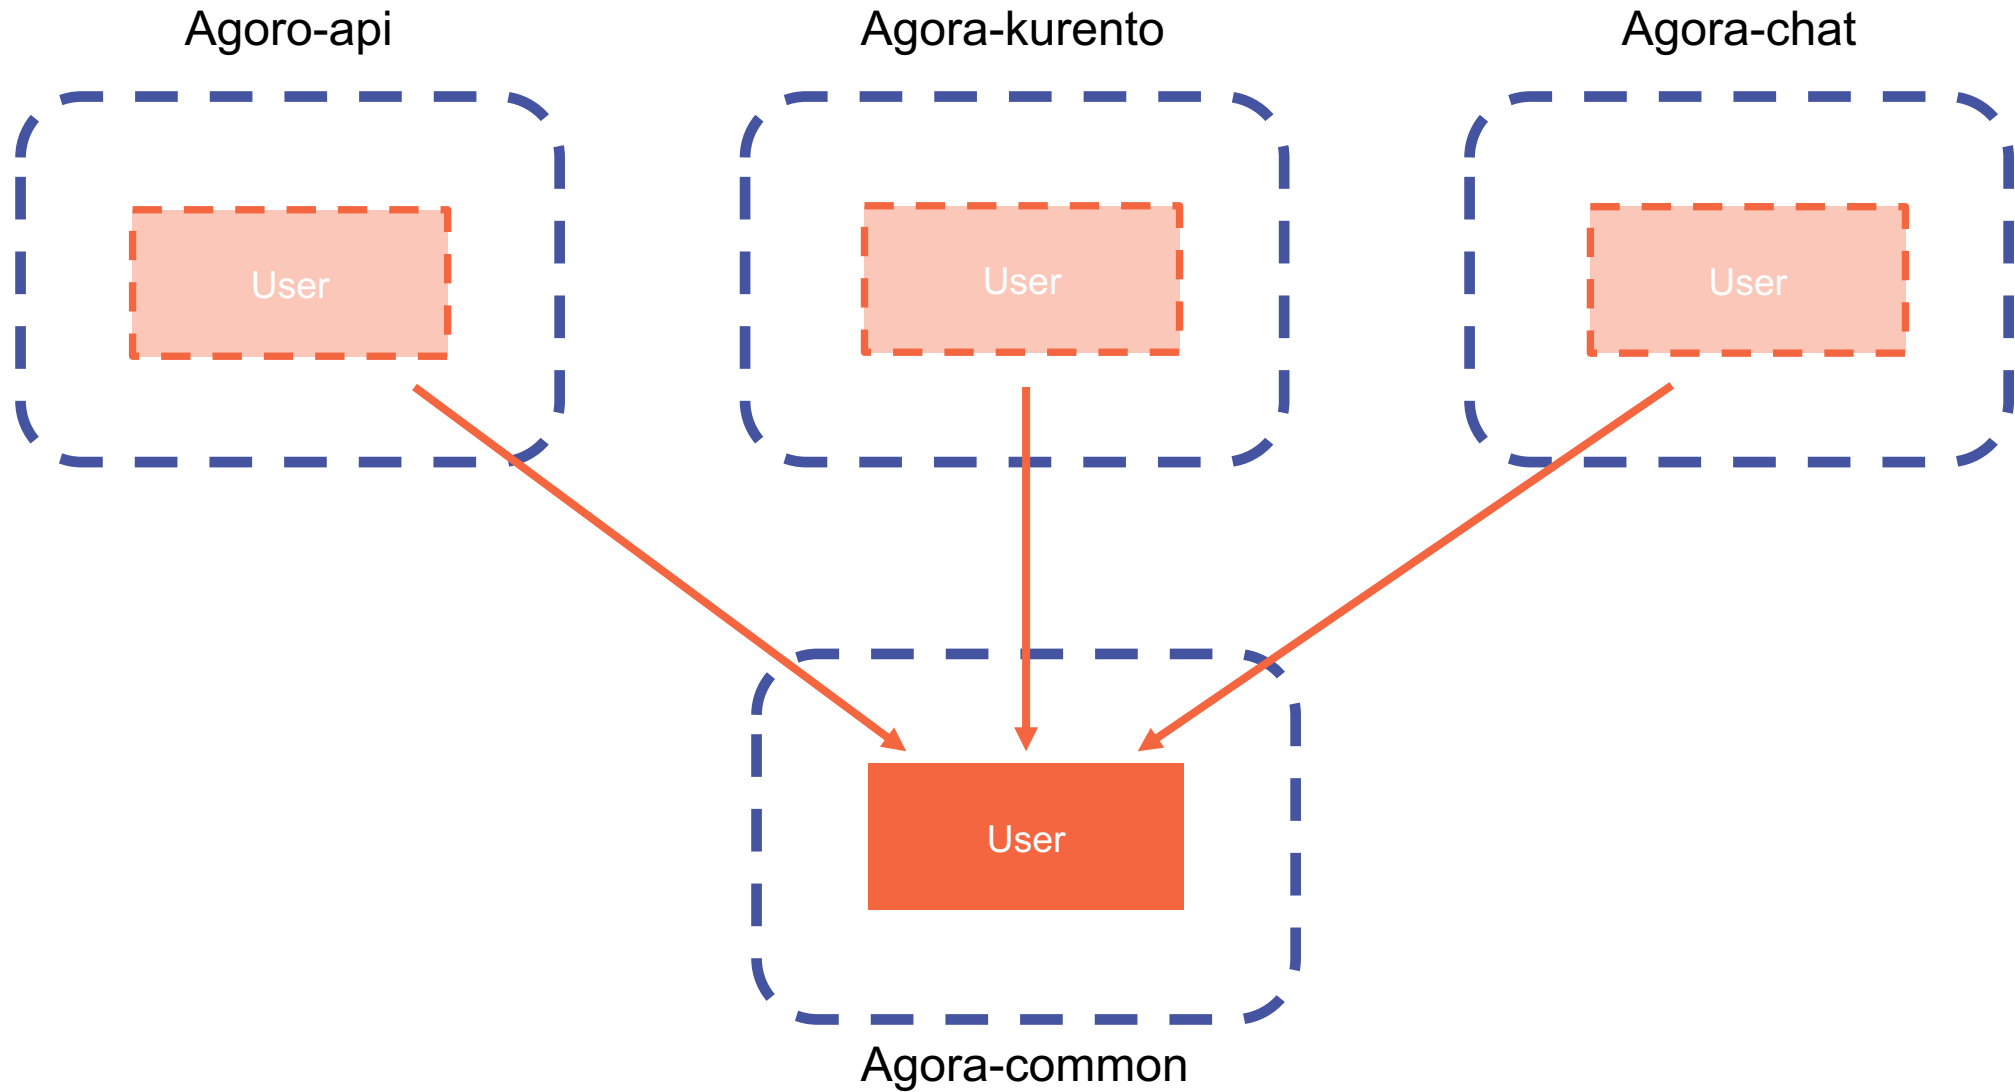 Agoro-api
Agora-kurento
Agora-chat
User
User
User
User
Agora-common